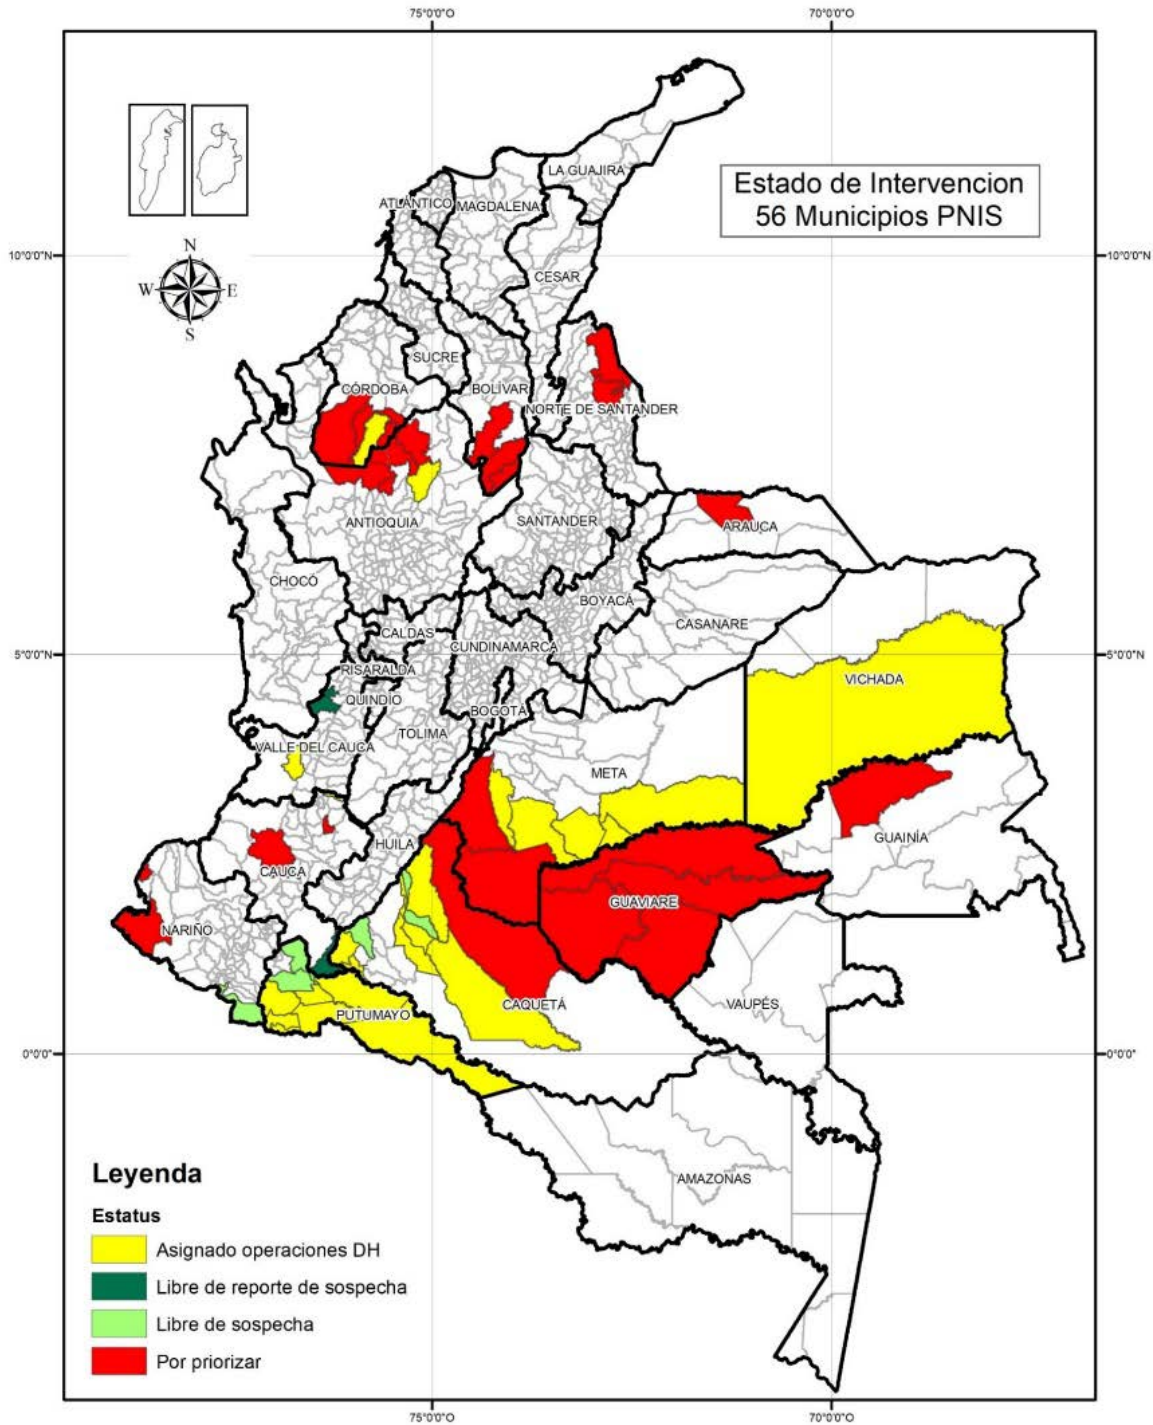 75°0'0"O
70°0'0"O
LA GUAJIRA
Estado de Intervencion
56 Municipios PNIS
ATLÁNTICO
MAGDALENA
N
10°0'0"N
10°0'0"N
CESAR
W
E
S
SUCRE
CÓRDOBA
BOLÍVAR
NORTE DE SANTANDER
ANTIOQUIA
SANTANDER
ARAUCA
CHOCÓ
BOYACÁ
CALDAS
CASANARE
CUNDINAMARCA
5°0'0"N
5°0'0"N
RISARALDA
VICHADA
QUINDÍO
BOGOTÁ
TOLIMA
VALLE DEL CAUCA
META
GUAINÍA
HUILA
CAUCA
GUAVIARE
NARIÑO
CAQUETÁ
VAUPÉS
PUTUMAYO
0°0'0"
0°0'0"
AMAZONAS
Leyenda
Estatus
Asignado operaciones DH
Libre de reporte de sospecha
Libre de sospecha
Por priorizar
75°0'0"O
70°0'0"O